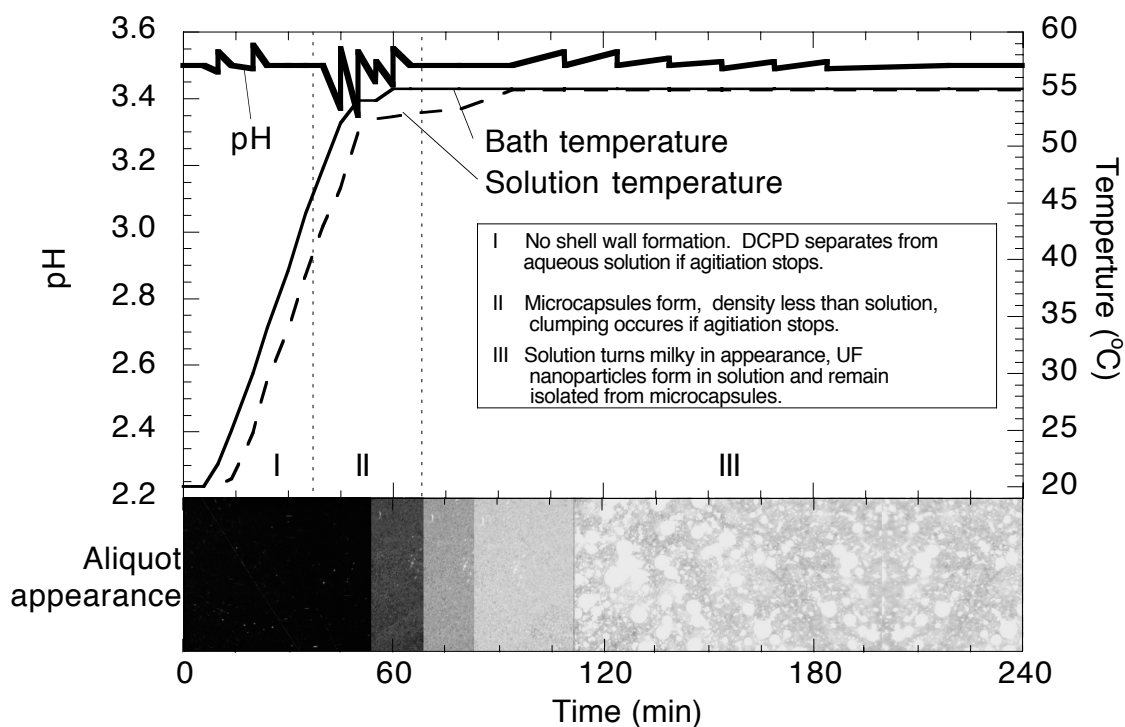 3.6
3.4
3.2
3.0
2.8
2.6
2.4
2.2
pH
60
55
50
45
40
35
30
25
20
Temperture (°C)
pH
Bath temperature
Solution temperature
I No shell wall formation. DCPD separates from
aqueous solution if agitiation stops.
II Microcapsules form, density less than solution,
clumping occures if agitiation stops.
III Solution turns milky in appearance, UF
nanoparticles form in solution and remain
isolated from microcapsules.
I II III
Aliquot
appearance
0 60 120 180 240
Time (min)